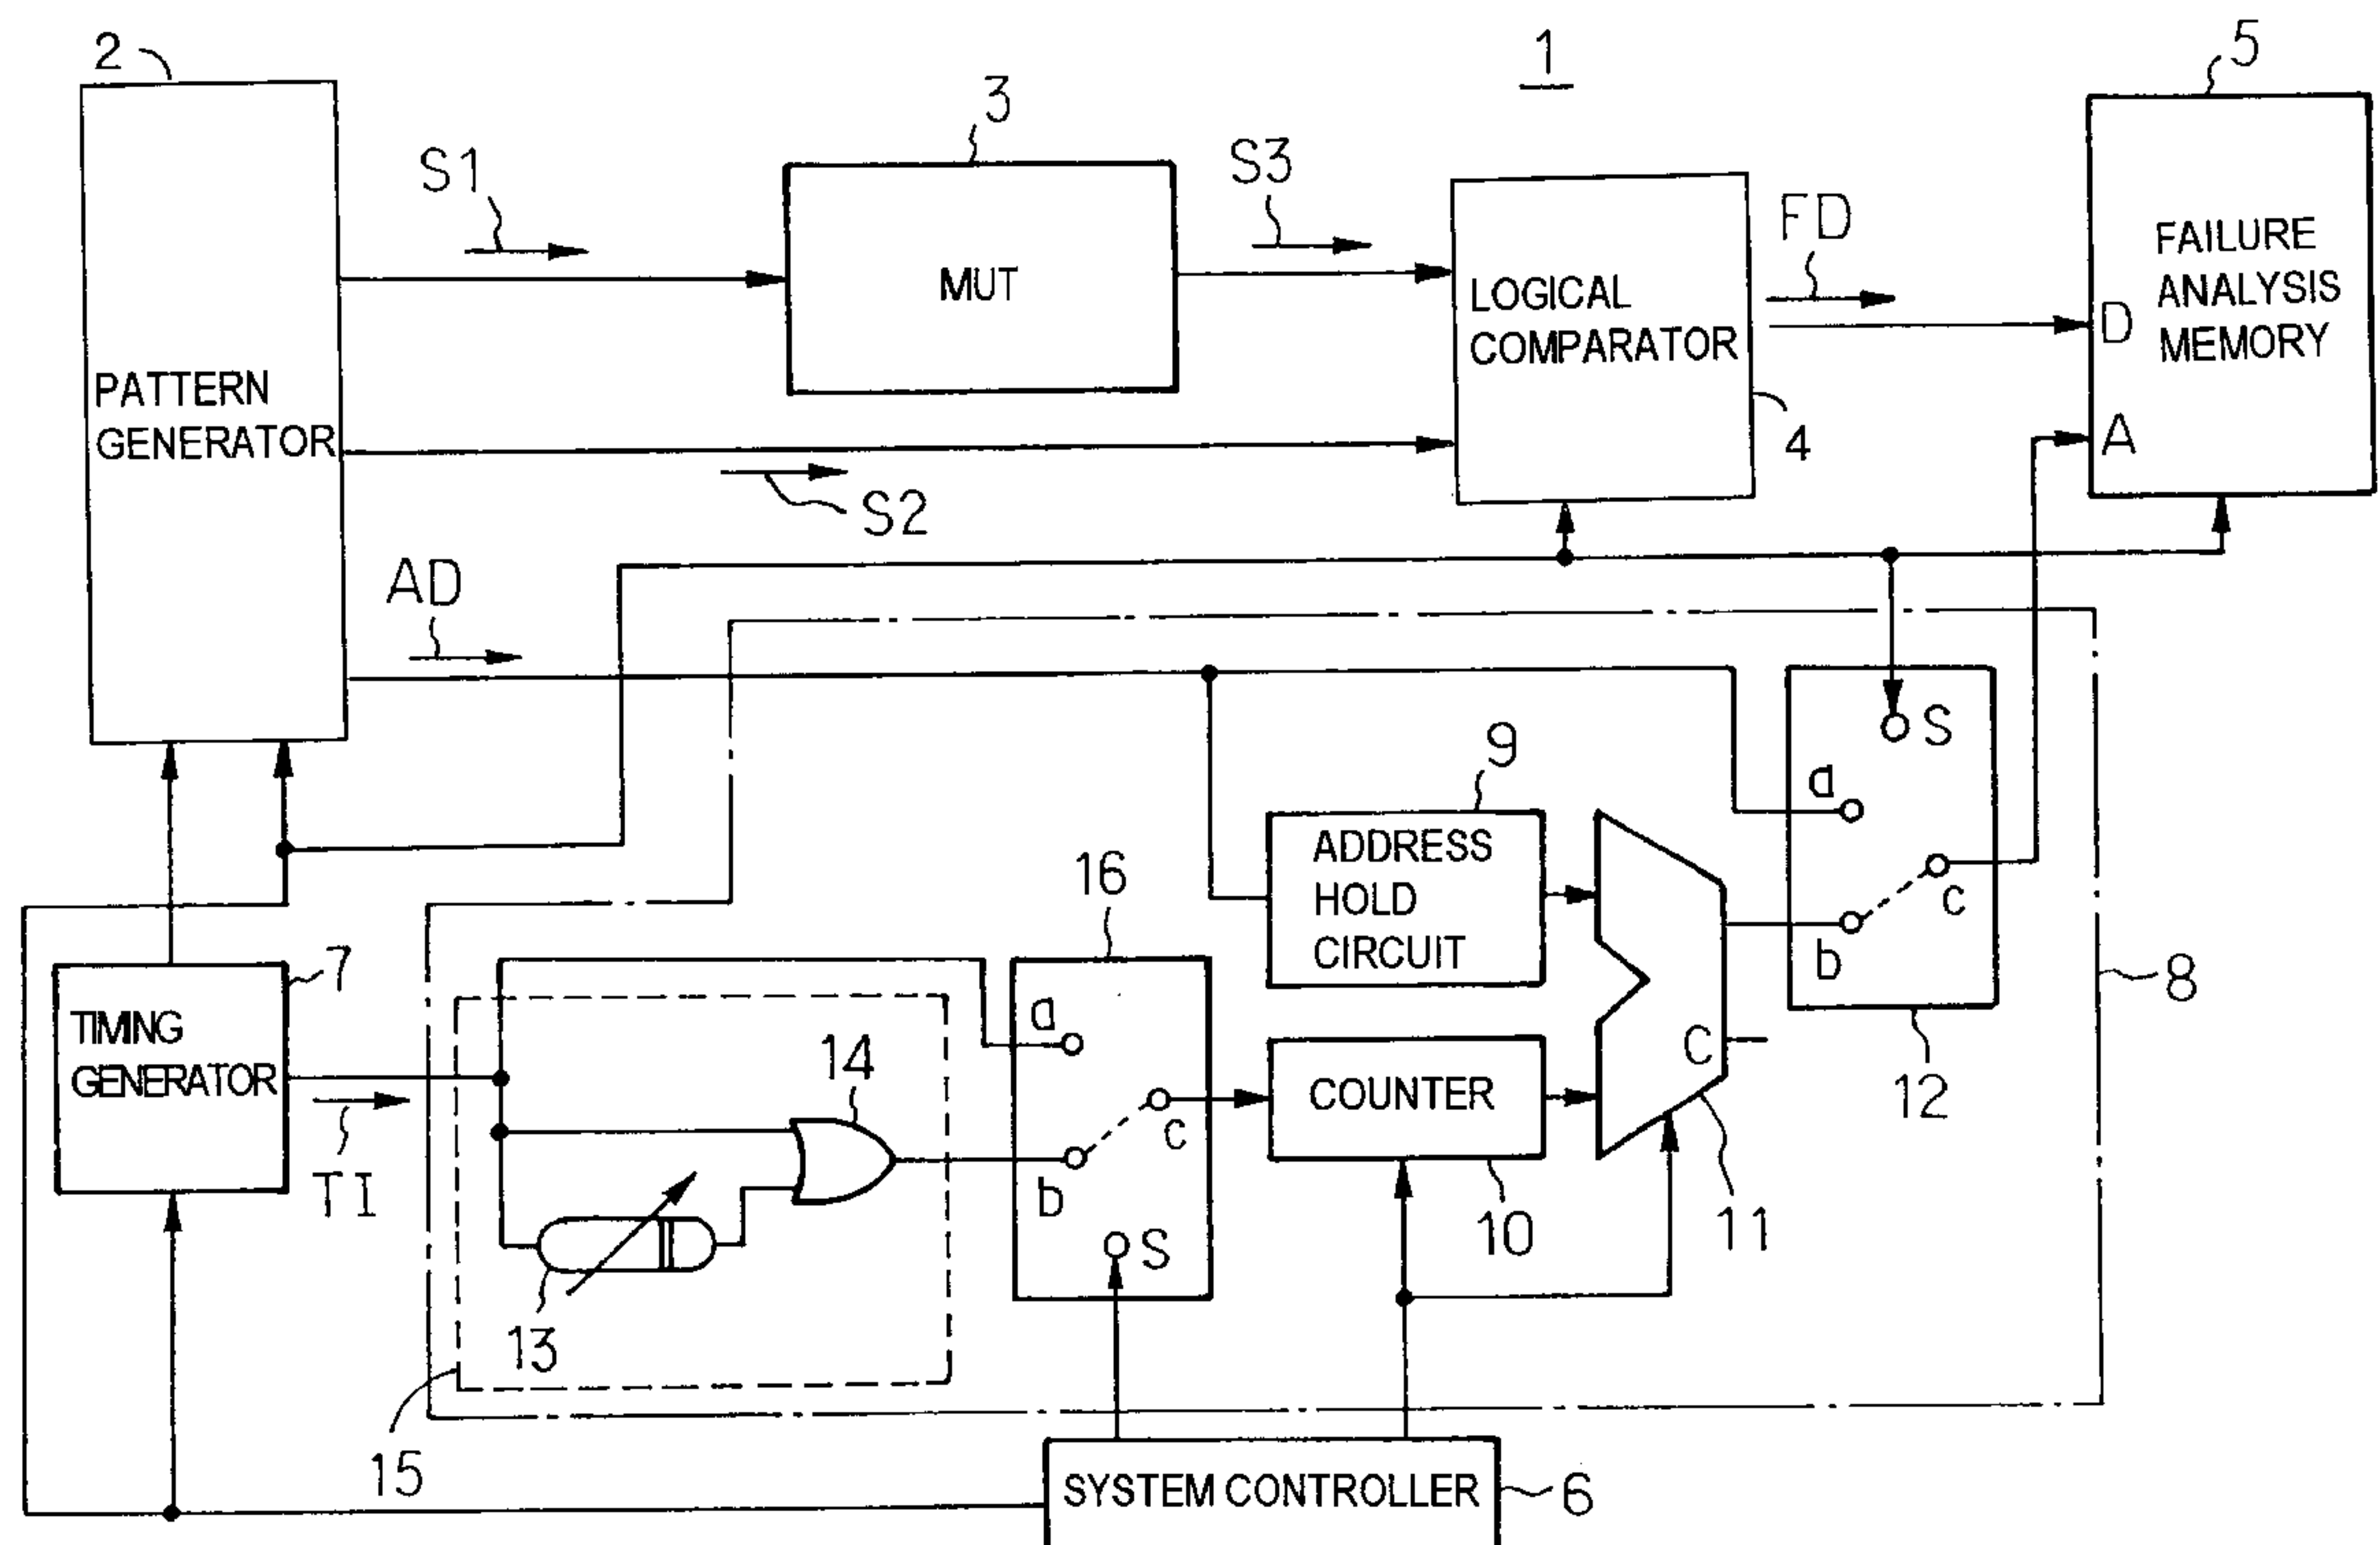 1
2
3
5
S1
S3
FD
MUT
LOGICAL
COMPARATOR
FAILURE
ANALYSIS
MEMORY
D
A
PATTERN
GENERATOR
4
S2
AD
S
a
9
ADDRESS
HOLD
CIRCUIT
c
b
16
7
8
TIMING
GENERATOR
a
14
C
12
COUNTER
c
TI
b
S
10
11
13
15
SYSTEM CONTROLLER
6